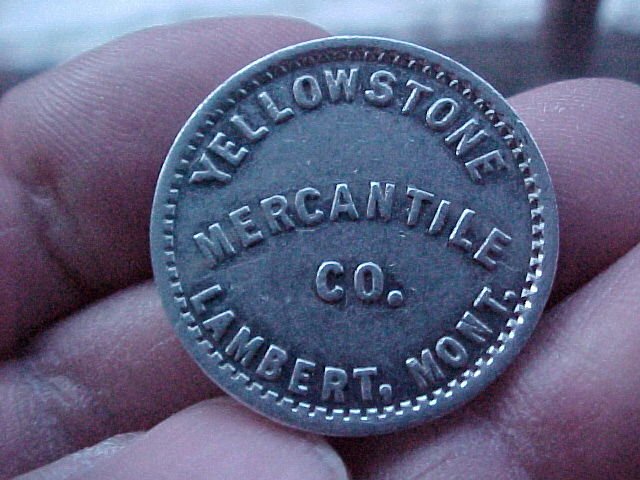 YELLOWSTONE
MERCANTILE
CO.
LAMBERT, MONT.